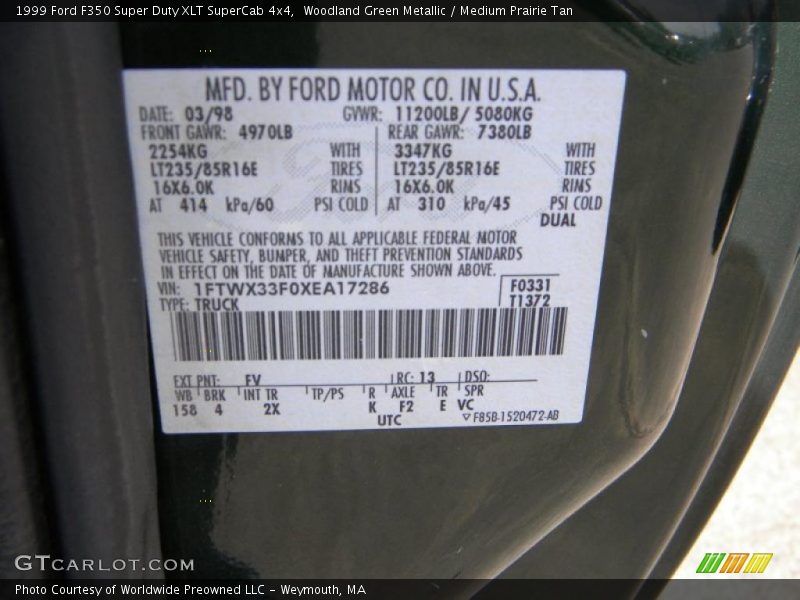 1999 Ford F350 Super Duty XLT SuperCab 4x4,  Woodland Green Metallic / Medium Prairie Tan
MFD. BY FORD MOTOR CO. IN U.S.A.
DATE: 03/98 GVWR: 11200LB/ 5080KG
FRONT GAWR: 4970LB REAR GAWR: 7380LB
2254KG WITH 3347KG WITH
LT235/85R16E TIRES LT235/85R16E TIRES
16X6.0K RINS 16X6.0K RIMS
AT 414 kPa/60 PSI COLD AT 310 kPa/45 PSI COLD
DUAL
THIS VEHICLE CONFORMS TO ALL APPLICABLE FEDERAL MOTOR
VEHICLE SAFETY, BUMPER, AND THEFT PREVENTION STANDARDS
IN EFFECT ON THE DATE OF MANUFACTURE SHOWN ABOVE.
VIN: 1FTWX33F0XEA17286 F0331
TYPE: TRUCK T1372
EXT PNT: FV RC: 13 DSO:
WB BRK INT TR TP/PS R AXLE TR SPR
158 4 2X K F2 E VC
UTC F85B-1520472-AB
GTCARLOT.COM
Photo Courtesy of Worldwide Preowned LLC - Weymouth, MA